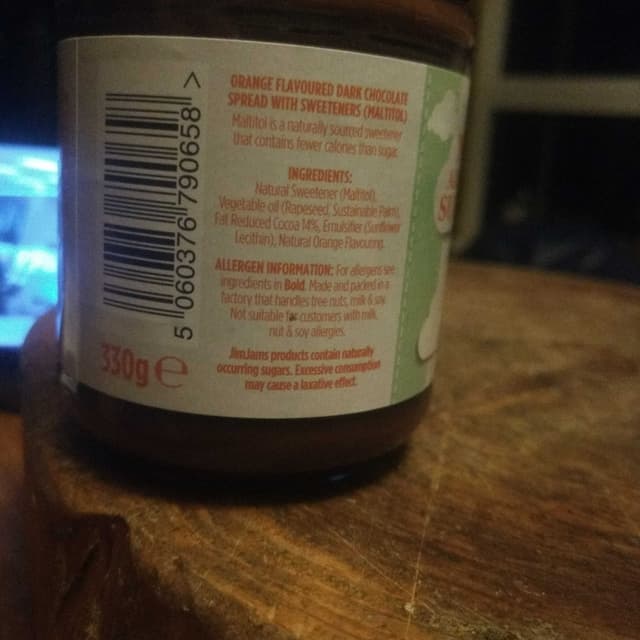 ORANGE FLAVOURED DARK CHOCOLATE
SPREAD WITH SWEETENERS (MALTITOL)
Maltitol is a naturally sourced sweetener
that contains fewer calories than sugar.
INGREDIENTS:
Natural Sweetener (Maltitol),
Vegetable oil (Rapeseed, Sustainable Palm),
Fat Reduced Cocoa 14%, Emulsifier (Sunflower
Lecithin), Natural Orange Flavouring.
ALLERGEN INFORMATION: For allergens see
ingredients in Bold. Made and packed in a
factory that handles tree nuts, milk & soy.
Not suitable for customers with milk,
nut & soy allergies.
JimJams products contain naturally
occurring sugars. Excessive consumption
may cause a laxative effect.
5 060376 790658 >
330g e